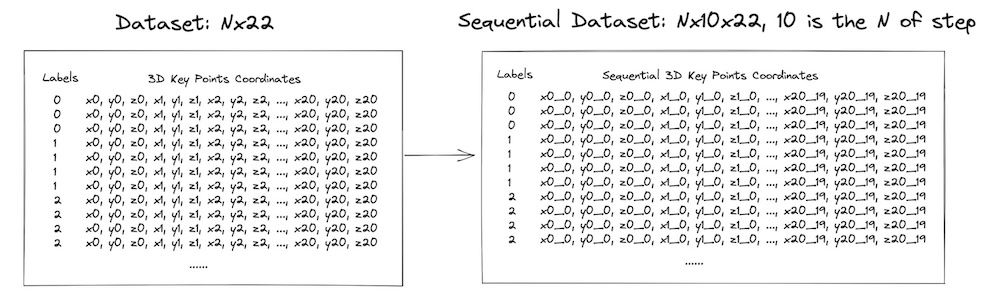 Dataset: Nx22
Labels 3D Key Points Coordinates
0 x0, y0, z0, x1, y1, z1, x2, y2, z2, ..., x20, y20, z20
0 x0, y0, z0, x1, y1, z1, x2, y2, z2, ..., x20, y20, z20
0 x0, y0, z0, x1, y1, z1, x2, y2, z2, ..., x20, y20, z20
1 x0, y0, z0, x1, y1, z1, x2, y2, z2, ..., x20, y20, z20
1 x0, y0, z0, x1, y1, z1, x2, y2, z2, ..., x20, y20, z20
1 x0, y0, z0, x1, y1, z1, x2, y2, z2, ..., x20, y20, z20
1 x0, y0, z0, x1, y1, z1, x2, y2, z2, ..., x20, y20, z20
2 x0, y0, z0, x1, y1, z1, x2, y2, z2, ..., x20, y20, z20
2 x0, y0, z0, x1, y1, z1, x2, y2, z2, ..., x20, y20, z20
2 x0, y0, z0, x1, y1, z1, x2, y2, z2, ..., x20, y20, z20
2 x0, y0, z0, x1, y1, z1, x2, y2, z2, ..., x20, y20, z20
......
Sequential Dataset: Nx10x22, 10 is the N of step
Labels Sequential 3D Key Points Coordinates
0 x0_0, y0_0, z0_0, x1_0, y1_0, z1_0, ..., x20_19, y20_19, z20_19
0 x0_0, y0_0, z0_0, x1_0, y1_0, z1_0, ..., x20_19, y20_19, z20_19
0 x0_0, y0_0, z0_0, x1_0, y1_0, z1_0, ..., x20_19, y20_19, z20_19
1 x0_0, y0_0, z0_0, x1_0, y1_0, z1_0, ..., x20_19, y20_19, z20_19
1 x0_0, y0_0, z0_0, x1_0, y1_0, z1_0, ..., x20_19, y20_19, z20_19
1 x0_0, y0_0, z0_0, x1_0, y1_0, z1_0, ..., x20_19, y20_19, z20_19
1 x0_0, y0_0, z0_0, x1_0, y1_0, z1_0, ..., x20_19, y20_19, z20_19
2 x0_0, y0_0, z0_0, x1_0, y1_0, z1_0, ..., x20_19, y20_19, z20_19
2 x0_0, y0_0, z0_0, x1_0, y1_0, z1_0, ..., x20_19, y20_19, z20_19
2 x0_0, y0_0, z0_0, x1_0, y1_0, z1_0, ..., x20_19, y20_19, z20_19
2 x0_0, y0_0, z0_0, x1_0, y1_0, z1_0, ..., x20_19, y20_19, z20_19
......